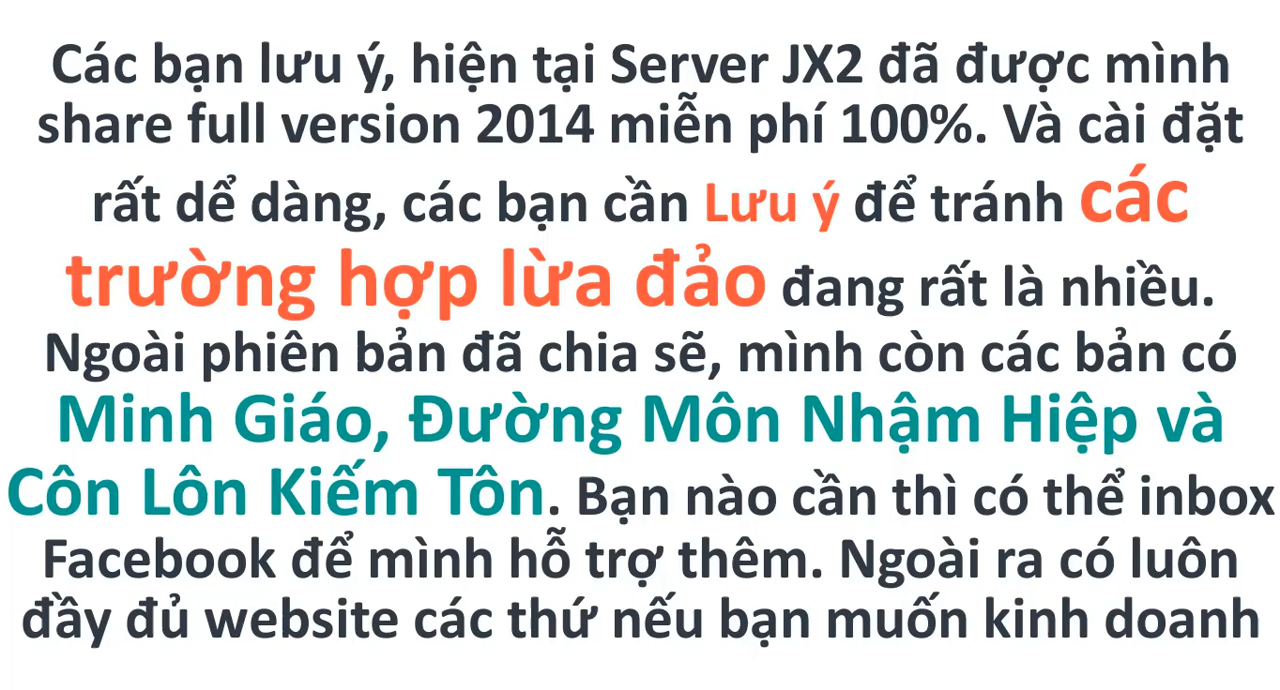 Các bạn lưu ý, hiện tại Server JX2 đã được mình
share full version 2014 miễn phí 100%. Và cài đặt
rất dể dàng, các bạn cần Lưu ý để tránh các
trường hợp lừa đảo đang rất là nhiều.
Ngoài phiên bản đã chia sẽ, mình còn các bản có
Minh Giáo, Đường Môn Nhậm Hiệp và
Côn Lôn Kiếm Tôn. Bạn nào cần thì có thể inbox
Facebook để mình hỗ trợ thêm. Ngoài ra có luôn
đầy đủ website các thứ nếu bạn muốn kinh doanh